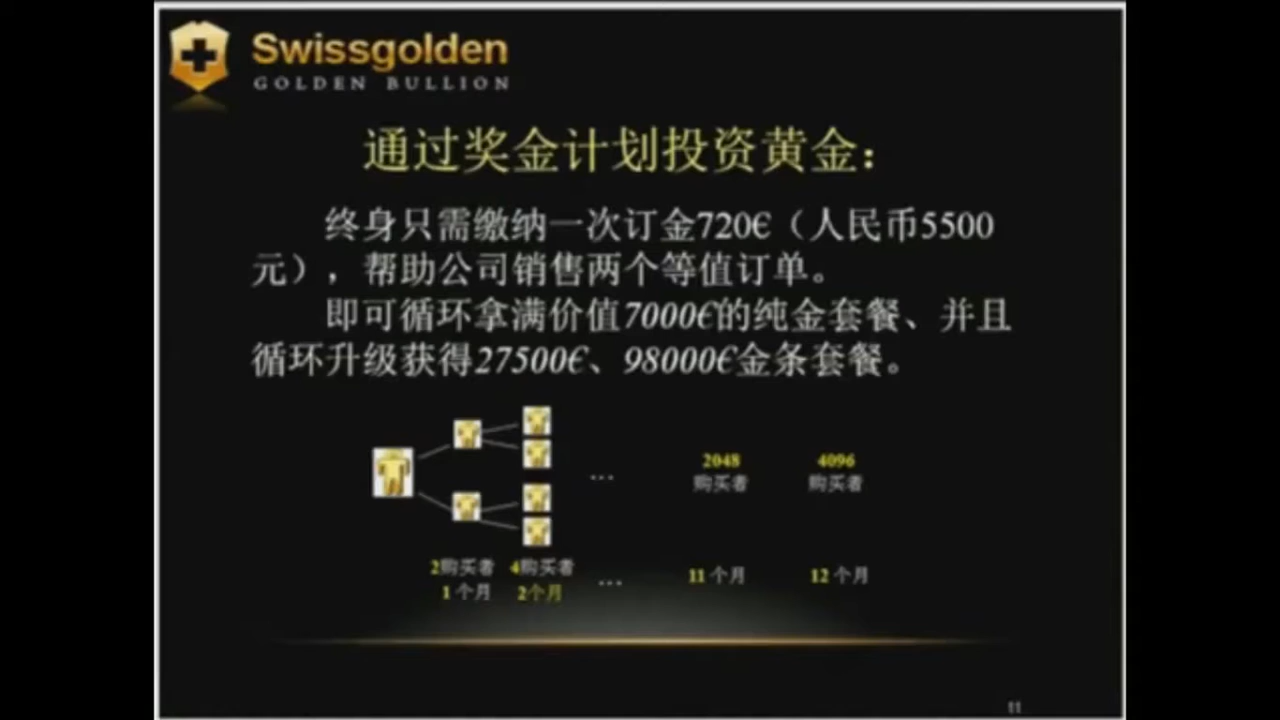 Swissgolden
GOLDEN BULLION
通过奖金计划投资黄金：
终身只需缴纳一次订金720€（人民币5500
元），帮助公司销售两个等值订单。
即可循环拿满价值7000€的纯金套餐、并且
循环升级获得27500€、98000€金条套餐。
...
2048
购买者
4096
购买者
2购买者 4购买者
1个月 2个月
...
11个月
12个月
11